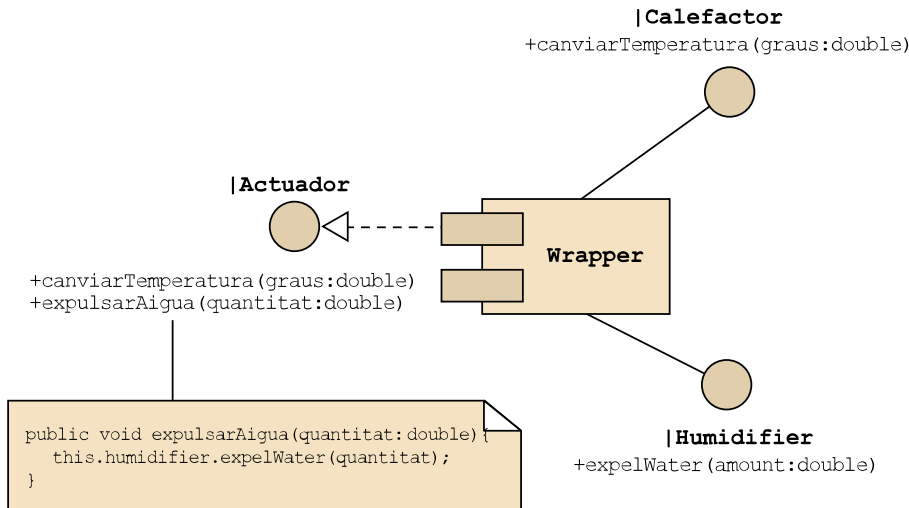 |Calefactor
+canviarTemperatura(graus:double)
|Actuador
Wrapper
+canviarTemperatura(graus:double)
+expulsarAigua(quantitat:double)
public void expulsarAigua(quantitat:double){
this.humidifier.expelWater(quantitat);
}
|Humidifier
+expelWater(amount:double)